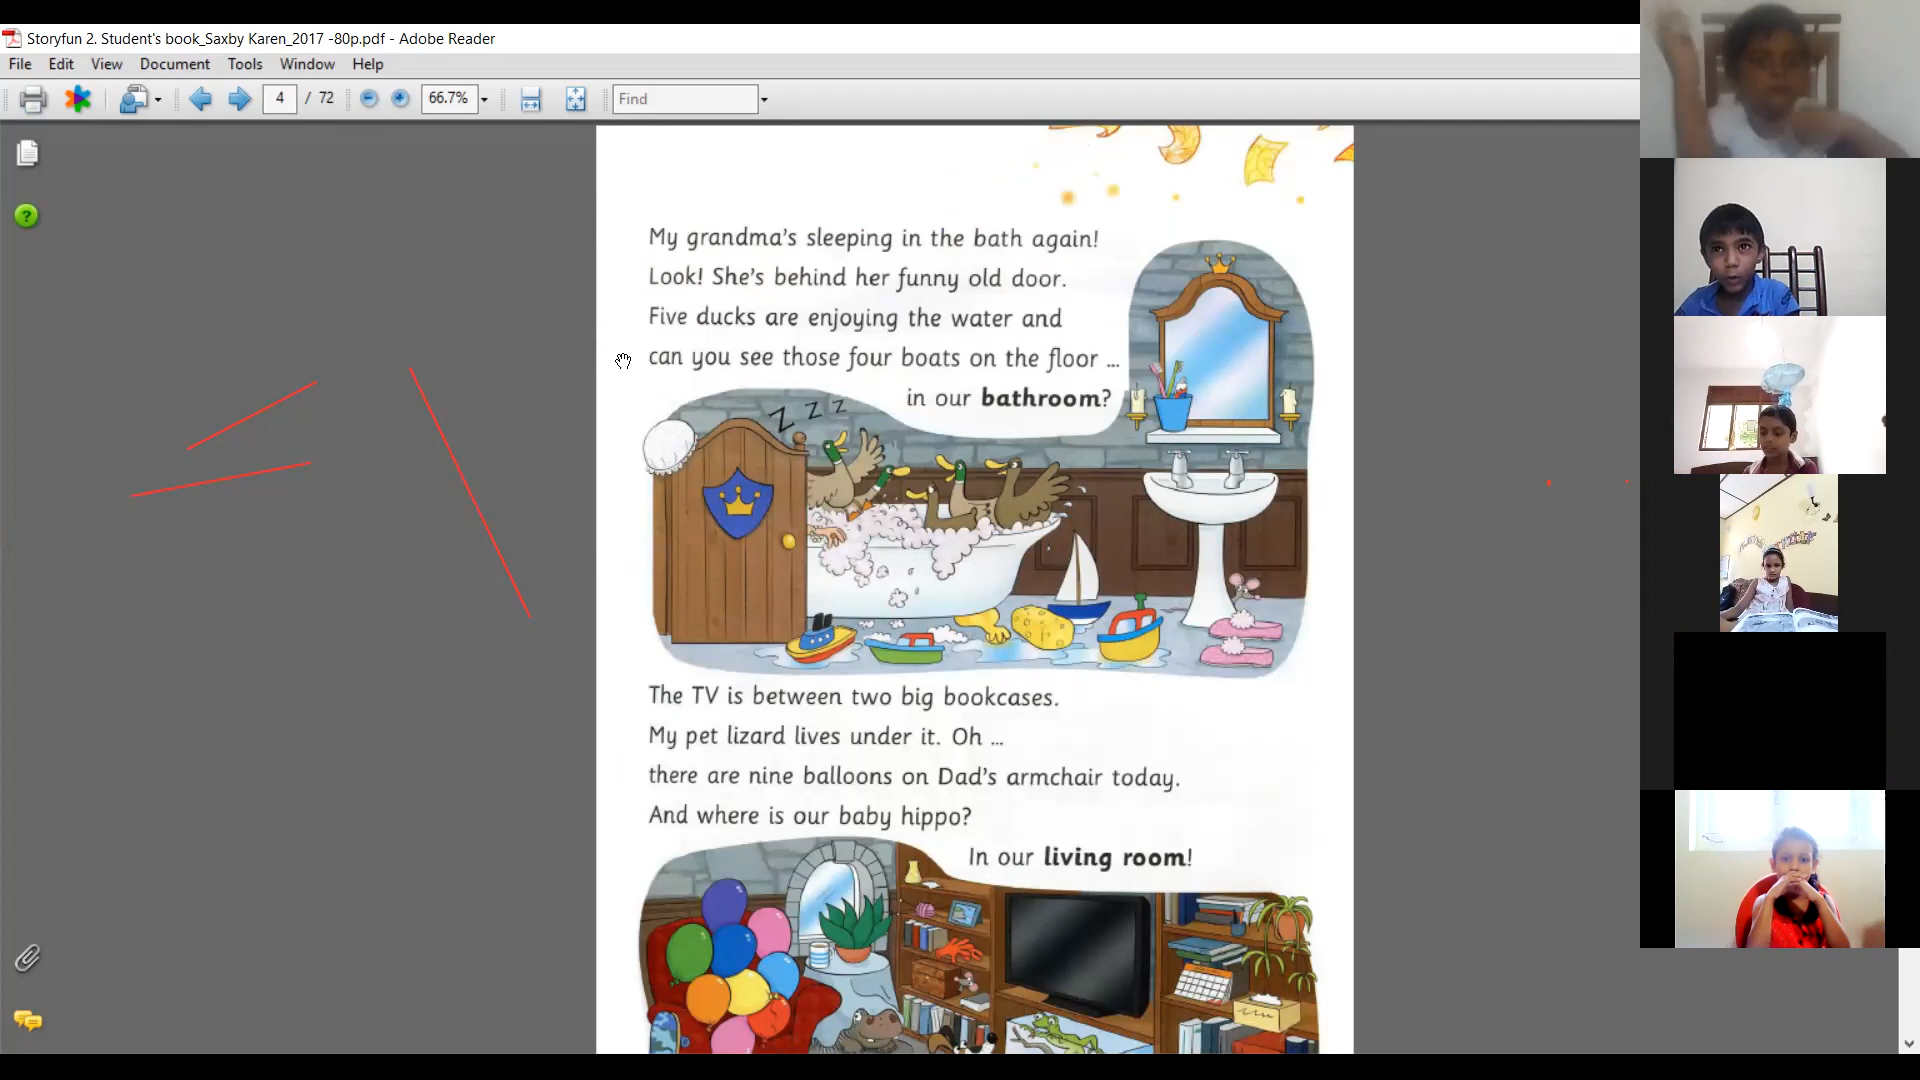 Storyfun 2. Student's book_Saxby Karen_2017 -80p.pdf - Adobe Reader
File Edit View Document Tools Window Help
4 / 72 66.7% Find
My grandma's sleeping in the bath again!
Look! She's behind her funny old door.
Five ducks are enjoying the water and
can you see those four boats on the floor ...
in our bathroom?
Z Z Z
The TV is between two big bookcases.
My pet lizard lives under it. Oh ...
there are nine balloons on Dad's armchair today.
And where is our baby hippo?
In our living room!